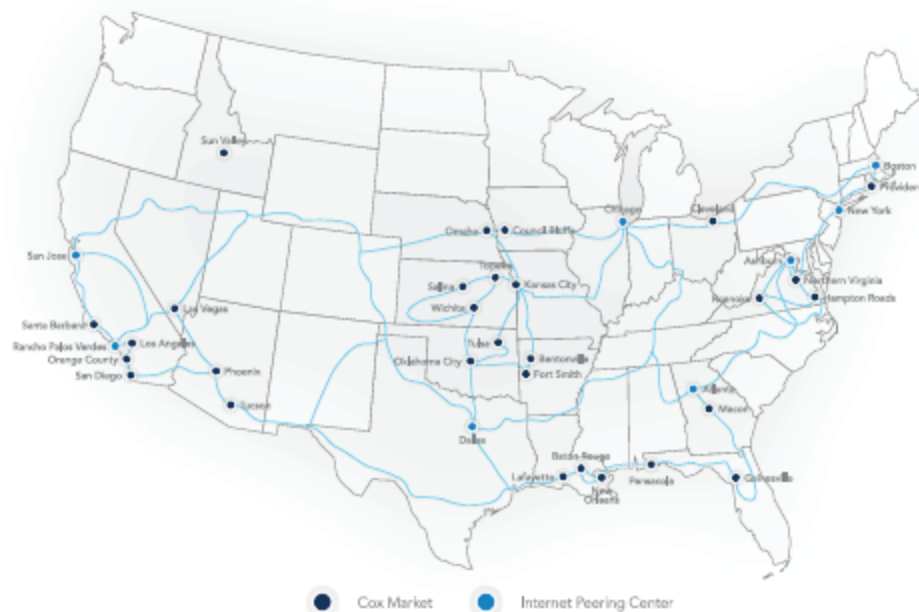 Sun Valley
Boston
Providen
New York
Cleveland
Chicago
Omaha
Council Bluffs
San Jose
Ashburn
Topeka
Salina
Kansas City
Northern Virginia
Hampton Roads
Roanoke
Wichita
Las Vegas
Santa Barbara
Rancho Palos Verdes
Los Angeles
Orange County
Tulsa
Oklahoma City
Bentonville
Fort Smith
San Diego
Phoenix
Tucson
Atlanta
Macon
Dallas
Baton Rouge
Lafayette
New
Orleans
Pensacola
Gainesville
Cox Market
Internet Peering Center